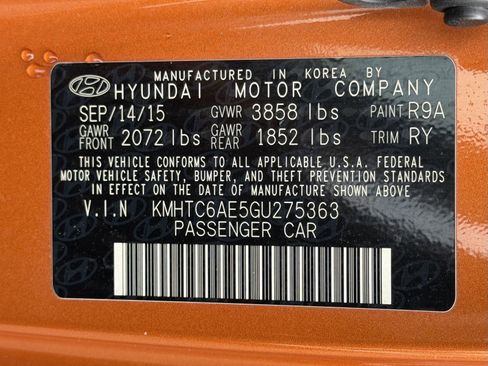 MANUFACTURED IN KOREA BY
HYUNDAI MOTOR COMPANY
SEP/14/15 GVWR 3858 lbs PAINT R9A
GAWR FRONT 2072 lbs GAWR REAR 1852 lbs TRIM RY
THIS VEHICLE CONFORMS TO ALL APPLICABLE U.S.A. FEDERAL
MOTOR VEHICLE SAFETY, BUMPER, AND THEFT PREVENTION STANDARDS
IN EFFECT ON THE DATE OF MANUFACTURE SHOWN ABOVE
V.I.N KMHTC6AE5GU275363
PASSENGER CAR